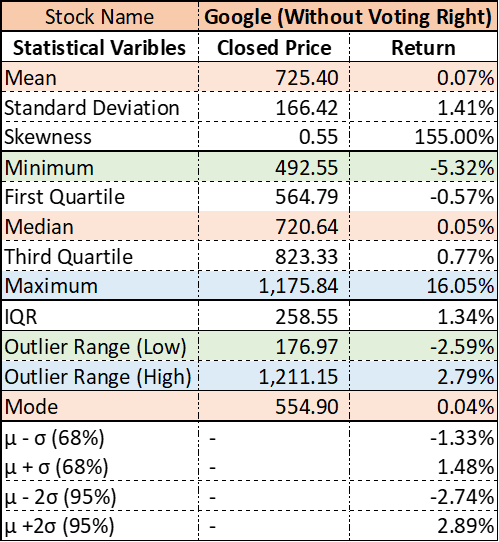 Stock Name Google (Without Voting Right)
Statistical Varibles Closed Price Return
Mean 725.40 0.07%
Standard Deviation 166.42 1.41%
Skewness 0.55 155.00%
Minimum 492.55 -5.32%
First Quartile 564.79 -0.57%
Median 720.64 0.05%
Third Quartile 823.33 0.77%
Maximum 1,175.84 16.05%
IQR 258.55 1.34%
Outlier Range (Low) 176.97 -2.59%
Outlier Range (High) 1,211.15 2.79%
Mode 554.90 0.04%
μ - σ (68%) - -1.33%
μ + σ (68%) - 1.48%
μ - 2σ (95%) - -2.74%
μ +2σ (95%) - 2.89%